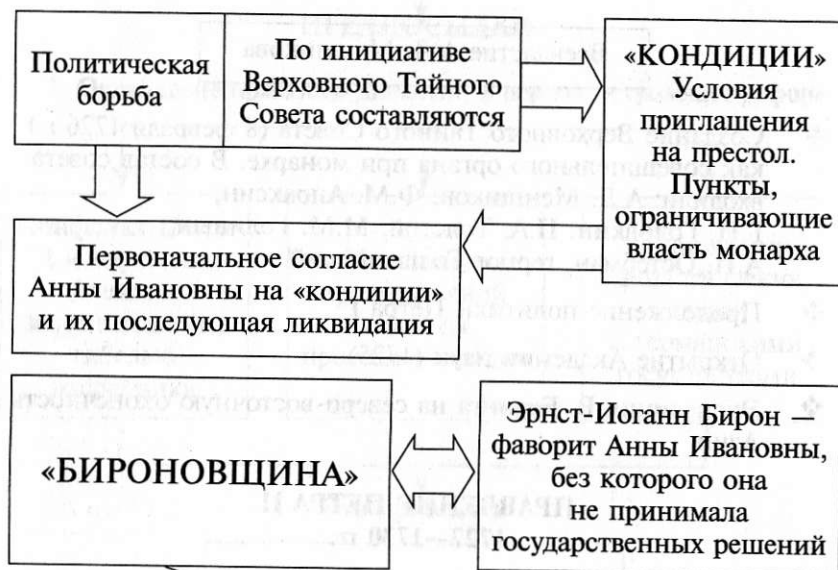 Политическая
борьба
По инициативе
Верховного Тайного
Совета составляются
«КОНДИЦИИ»
Условия
приглашения
на престол.
Пункты,
ограничивающие
власть монарха
Первоначальное согласие
Анны Ивановны на «кондиции»
и их последующая ликвидация
«БИРОНОВЩИНА»
Эрнст-Иоганн Бирон —
фаворит Анны Ивановны,
без которого она
не принимала
государственных решений